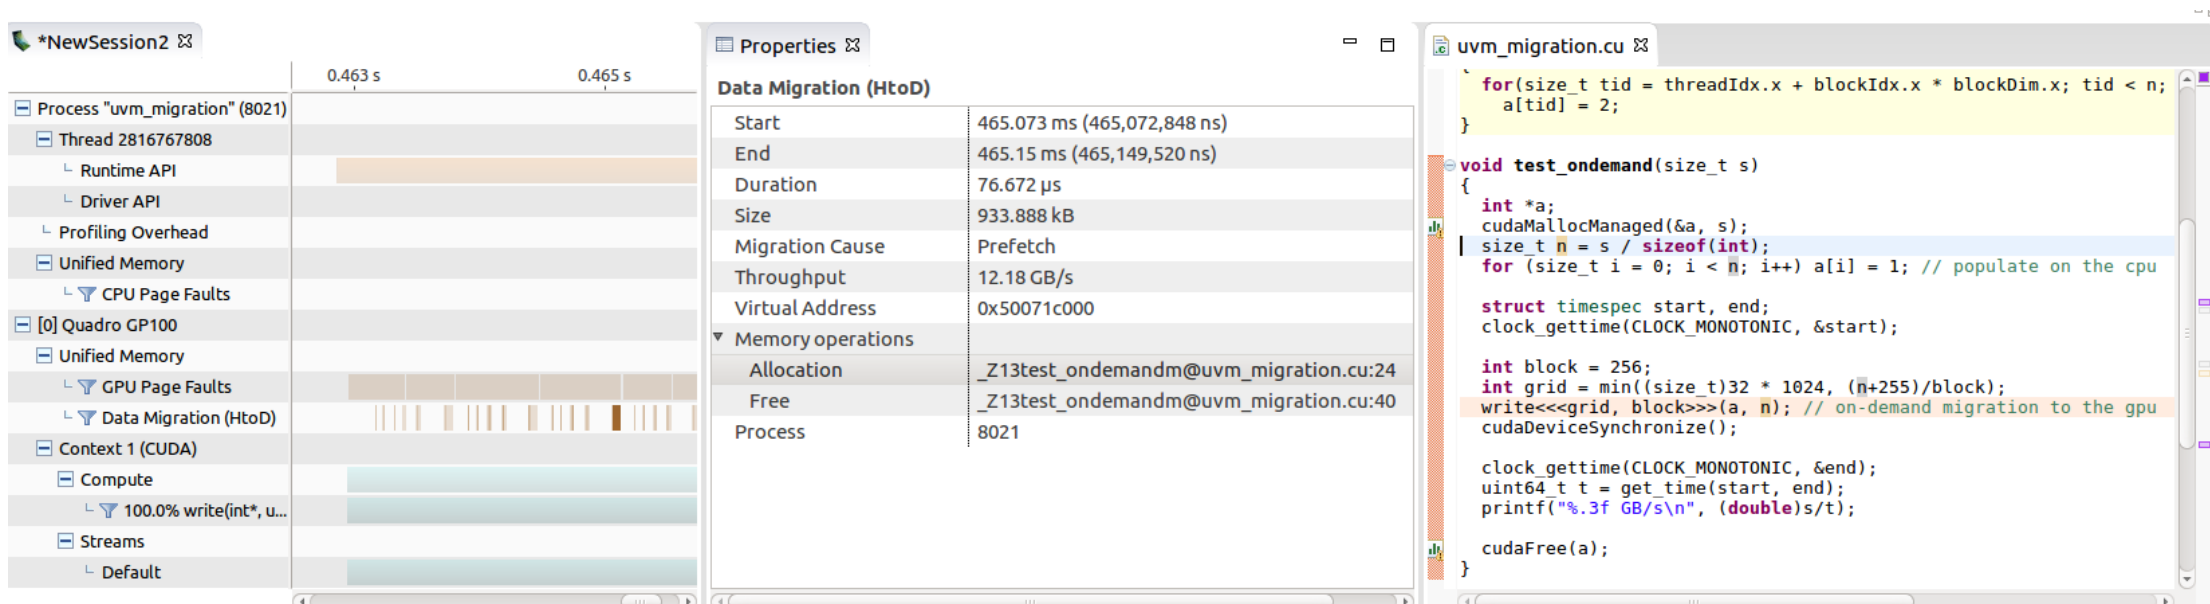 *NewSession2
0.463 s
0.465 s
Process "uvm_migration" (8021)
Thread 2816767808
Runtime API
Driver API
Profiling Overhead
Unified Memory
CPU Page Faults
[0] Quadro GP100
Unified Memory
GPU Page Faults
Data Migration (HtoD)
Context 1 (CUDA)
Compute
100.0% write(int*, u...
Streams
Default
Properties
Data Migration (HtoD)
Start 465.073 ms (465,072,848 ns)
End 465.15 ms (465,149,520 ns)
Duration 76.672 µs
Size 933.888 kB
Migration Cause Prefetch
Throughput 12.18 GB/s
Virtual Address 0x50071c000
Memory operations
Allocation _Z13test_ondemandm@uvm_migration.cu:24
Free _Z13test_ondemandm@uvm_migration.cu:40
Process 8021
uvm_migration.cu
for(size_t tid = threadIdx.x + blockIdx.x * blockDim.x; tid < n;
a[tid] = 2;
}
void test_ondemand(size_t s)
{
int *a;
cudaMallocManaged(&a, s);
size_t n = s / sizeof(int);
for (size_t i = 0; i < n; i++) a[i] = 1; // populate on the cpu
struct timespec start, end;
clock_gettime(CLOCK_MONOTONIC, &start);
int block = 256;
int grid = min((size_t)32 * 1024, (n+255)/block);
write<<<grid, block>>>(a, n); // on-demand migration to the gpu
cudaDeviceSynchronize();
clock_gettime(CLOCK_MONOTONIC, &end);
uint64_t t = get_time(start, end);
printf("%.3f GB/s\n", (double)s/t);
cudaFree(a);
}